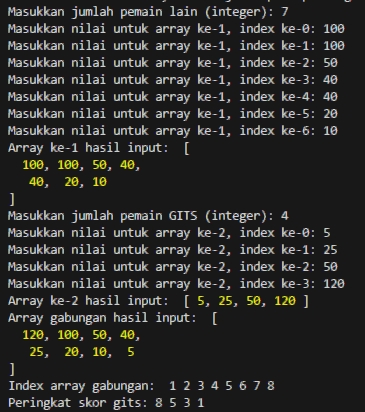 Masukkan jumlah pemain lain (integer): 7
Masukkan nilai untuk array ke-1, index ke-0: 100
Masukkan nilai untuk array ke-1, index ke-1: 100
Masukkan nilai untuk array ke-1, index ke-2: 50
Masukkan nilai untuk array ke-1, index ke-3: 40
Masukkan nilai untuk array ke-1, index ke-4: 40
Masukkan nilai untuk array ke-1, index ke-5: 20
Masukkan nilai untuk array ke-1, index ke-6: 10
Array ke-1 hasil input:  [
  100, 100, 50, 40,
   40,  20, 10
]
Masukkan jumlah pemain GITS (integer): 4
Masukkan nilai untuk array ke-2, index ke-0: 5
Masukkan nilai untuk array ke-2, index ke-1: 25
Masukkan nilai untuk array ke-2, index ke-2: 50
Masukkan nilai untuk array ke-2, index ke-3: 120
Array ke-2 hasil input:  [ 5, 25, 50, 120 ]
Array gabungan hasil input:  [
  120, 100, 50, 40,
   25,  20, 10,  5
]
Index array gabungan:  1 2 3 4 5 6 7 8
Peringkat skor gits: 8 5 3 1